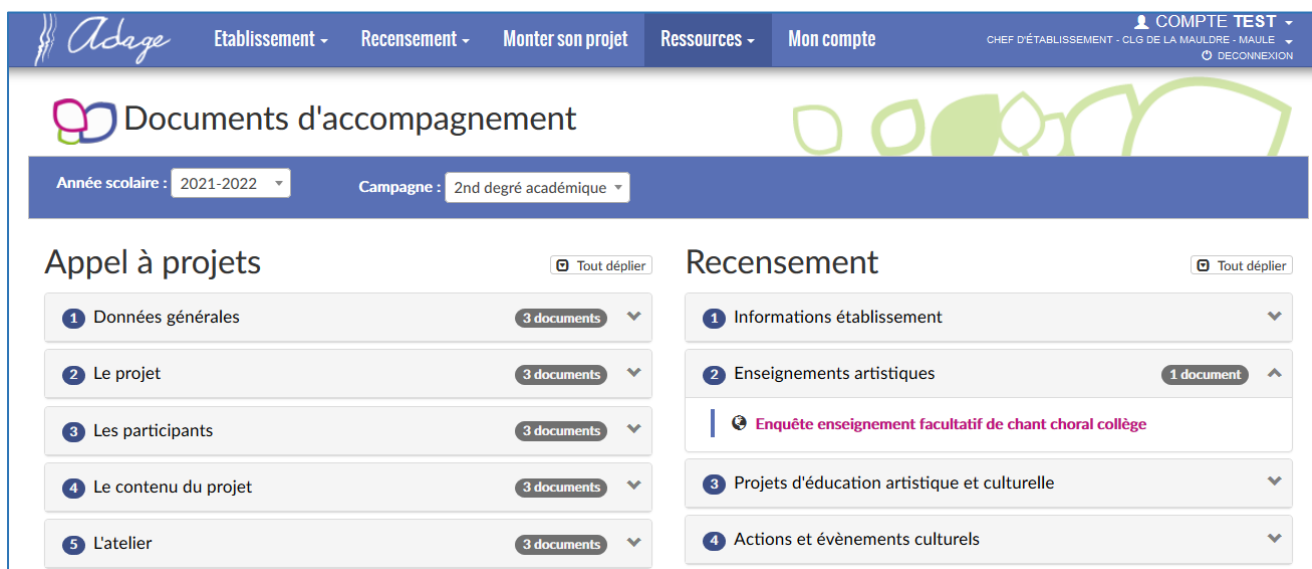 Adage
Etablissement
Recensement
Monter son projet
Ressources
Mon compte
COMPTE TEST
CHEF D'ÉTABLISSEMENT - CLG DE LA MAULDRE - MAULE
DECONNEXION
Documents d'accompagnement
Année scolaire : 2021-2022
Campagne : 2nd degré académique
Appel à projets
Tout déplier
1 Données générales 3 documents
2 Le projet 3 documents
3 Les participants 3 documents
4 Le contenu du projet 3 documents
5 L'atelier 3 documents
Recensement
Tout déplier
1 Informations établissement
2 Enseignements artistiques 1 document
Enquête enseignement facultatif de chant choral collège
3 Projets d'éducation artistique et culturelle
4 Actions et évènements culturels